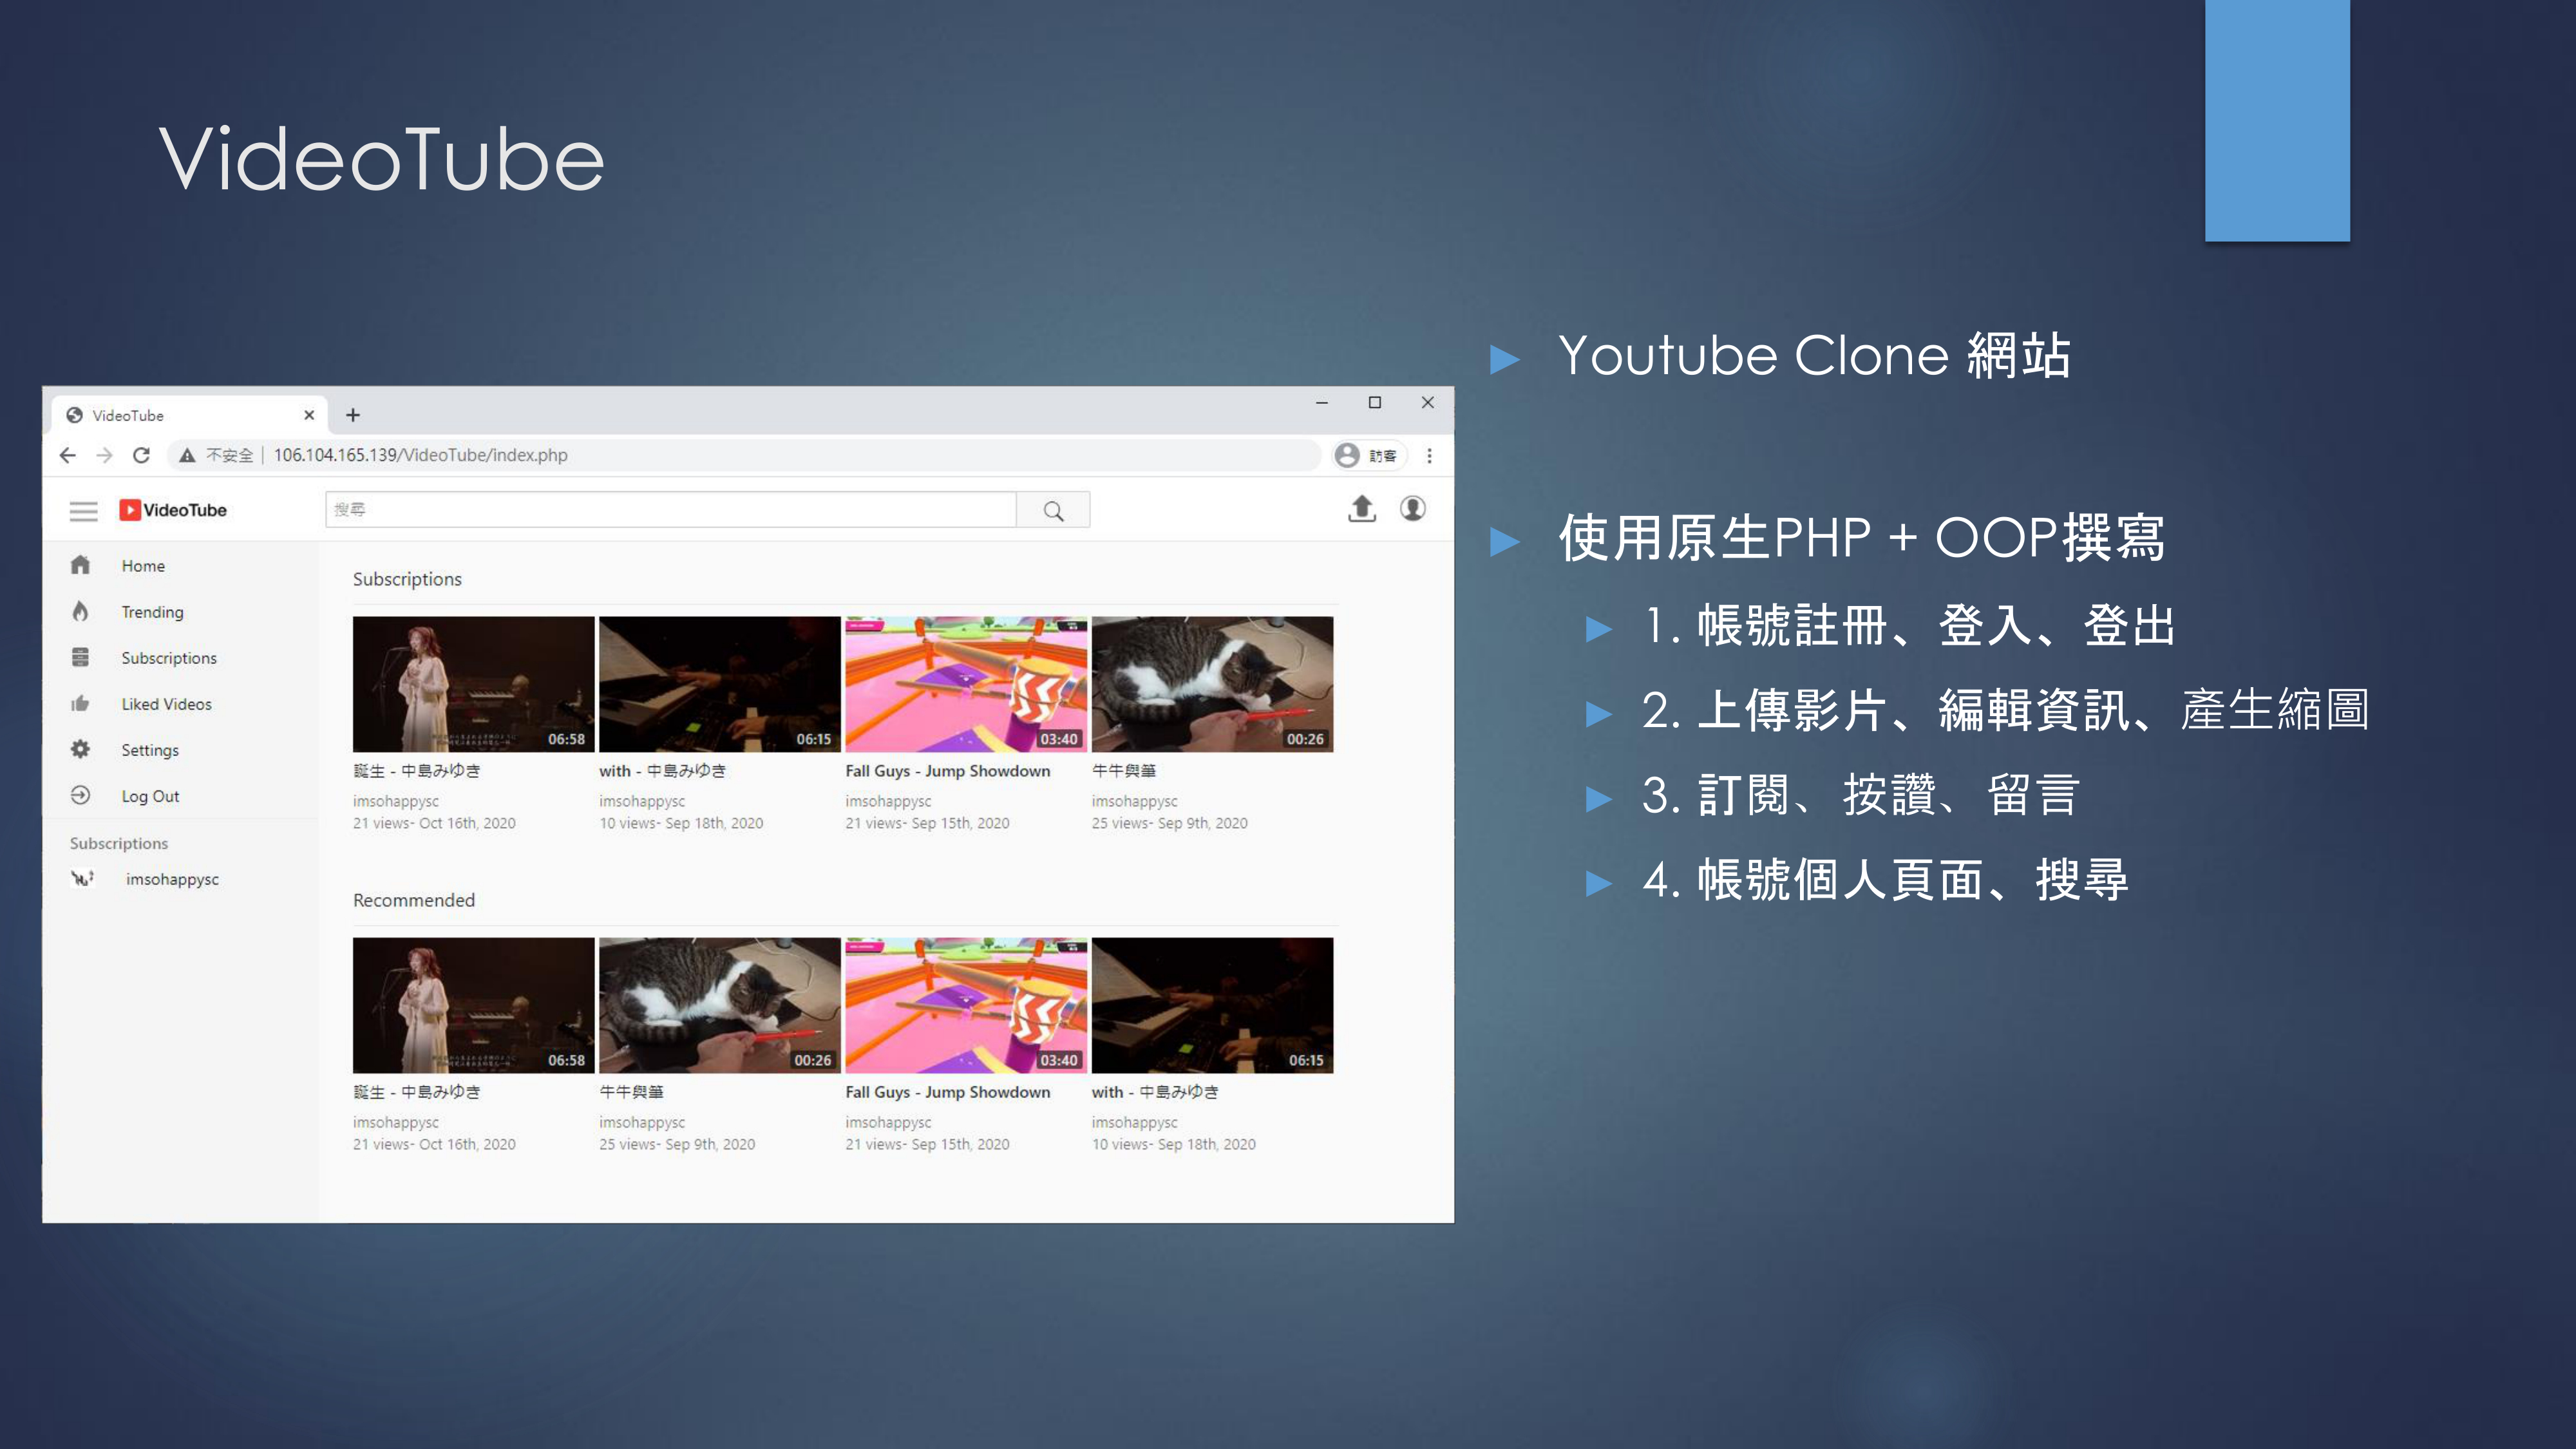 VideoTube
VideoTube
不安全 | 106.104.165.139/VideoTube/index.php
訪客
VideoTube
搜尋
Home
Trending
Subscriptions
Liked Videos
Settings
Log Out
Subscriptions
imsohappysc
Subscriptions
06:58 06:15 03:40 00:26
誕生 - 中島みゆき with - 中島みゆき Fall Guys - Jump Showdown 牛牛與筆
imsohappysc imsohappysc imsohappysc imsohappysc
21 views- Oct 16th, 2020 10 views- Sep 18th, 2020 21 views- Sep 15th, 2020 25 views- Sep 9th, 2020
Recommended
06:58 00:26 03:40 06:15
誕生 - 中島みゆき 牛牛與筆 Fall Guys - Jump Showdown with - 中島みゆき
imsohappysc imsohappysc imsohappysc imsohappysc
21 views- Oct 16th, 2020 25 views- Sep 9th, 2020 21 views- Sep 15th, 2020 10 views- Sep 18th, 2020
Youtube Clone 網站
使用原生PHP + OOP撰寫
1. 帳號註冊、登入、登出
2. 上傳影片、編輯資訊、產生縮圖
3. 訂閱、按讚、留言
4. 帳號個人頁面、搜尋